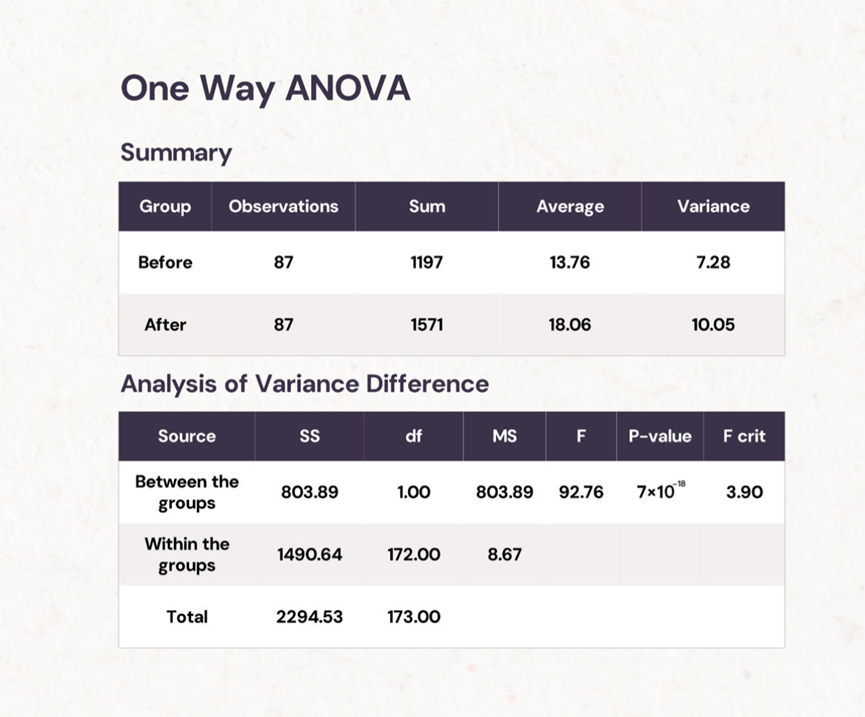 One Way ANOVA
Summary
Group Observations Sum Average Variance
Before 87 1197 13.76 7.28
After 87 1571 18.06 10.05
Analysis of Variance Difference
Source SS df MS F P-value F crit
Between the
groups 803.89 1.00 803.89 92.76 7×10⁻¹⁸ 3.90
Within the
groups 1490.64 172.00 8.67
Total 2294.53 173.00